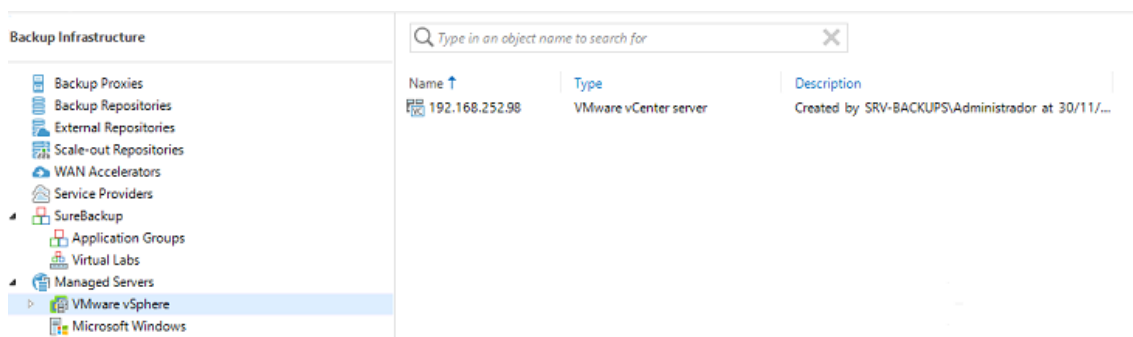 Backup Infrastructure
Type in an object name to search for
Backup Proxies
Backup Repositories
External Repositories
Scale-out Repositories
WAN Accelerators
Service Providers
SureBackup
Application Groups
Virtual Labs
Managed Servers
VMware vSphere
Microsoft Windows
Name Type Description
192.168.252.98 VMware vCenter server Created by SRV-BACKUPS\Administrador at 30/11/...